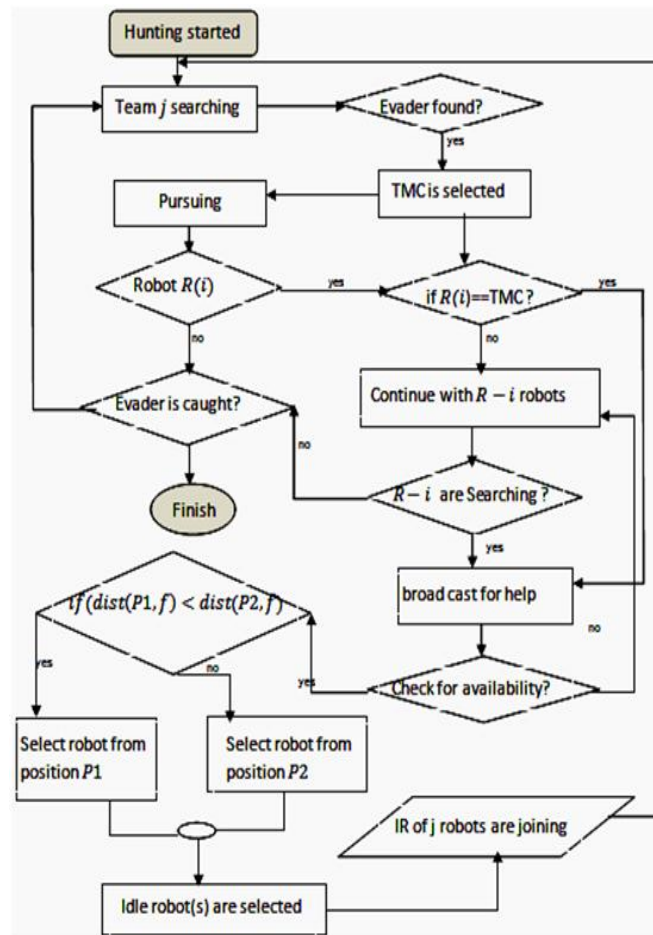 Hunting started
Team j searching
Evader found?
yes
TMC is selected
Pursuing
Robot R(i)
yes
if R(i)==TMC ?
yes
no
no
Continue with R − i robots
Evader is caught?
no
R − i are Searching ?
Finish
yes
broad cast for help
if(dist(P1, f) < dist(P2, f)
no
yes
no
yes
Check for availability?
Select robot from
position P1
Select robot from
position P2
IR of j robots are joining
Idle robot(s) are selected